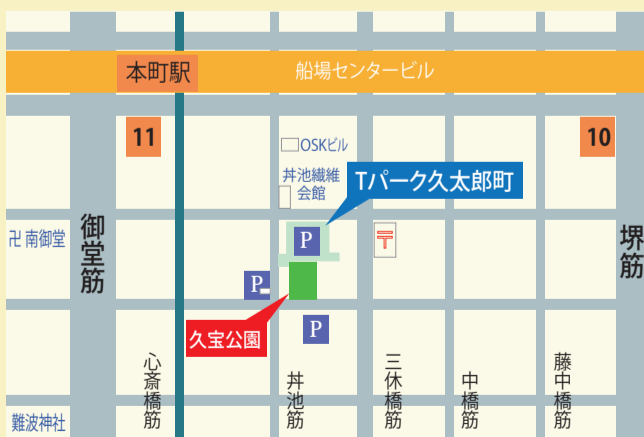 本町駅
船場センタービル
11
10
OSKビル
丼池繊維
会館
Tパーク久太郎町
卍 南御堂
御堂筋
P
〒
堺筋
P
久宝公園
P
心斎橋筋
丼池筋
三休橋筋
中橋筋
藤中橋筋
難波神社